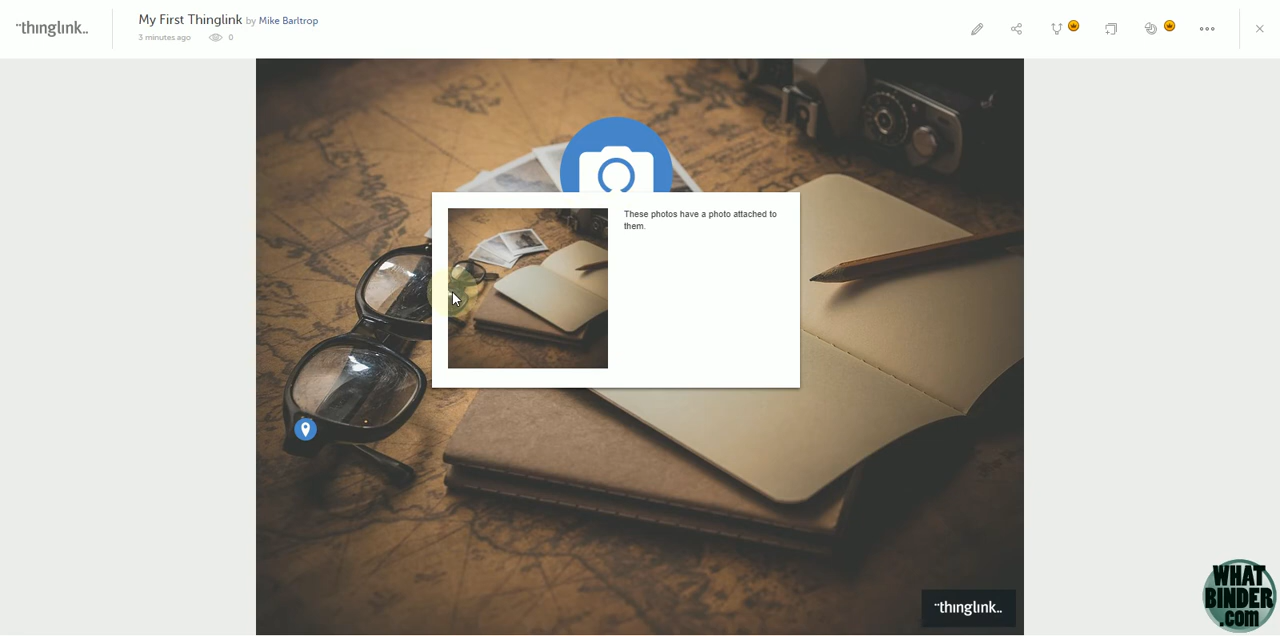 ¨thinglink..
My First Thinglink by Mike Barltrop
3 minutes ago 0
These photos have a photo attached to
them.
¨thinglink..
WHAT
BINDER
.com